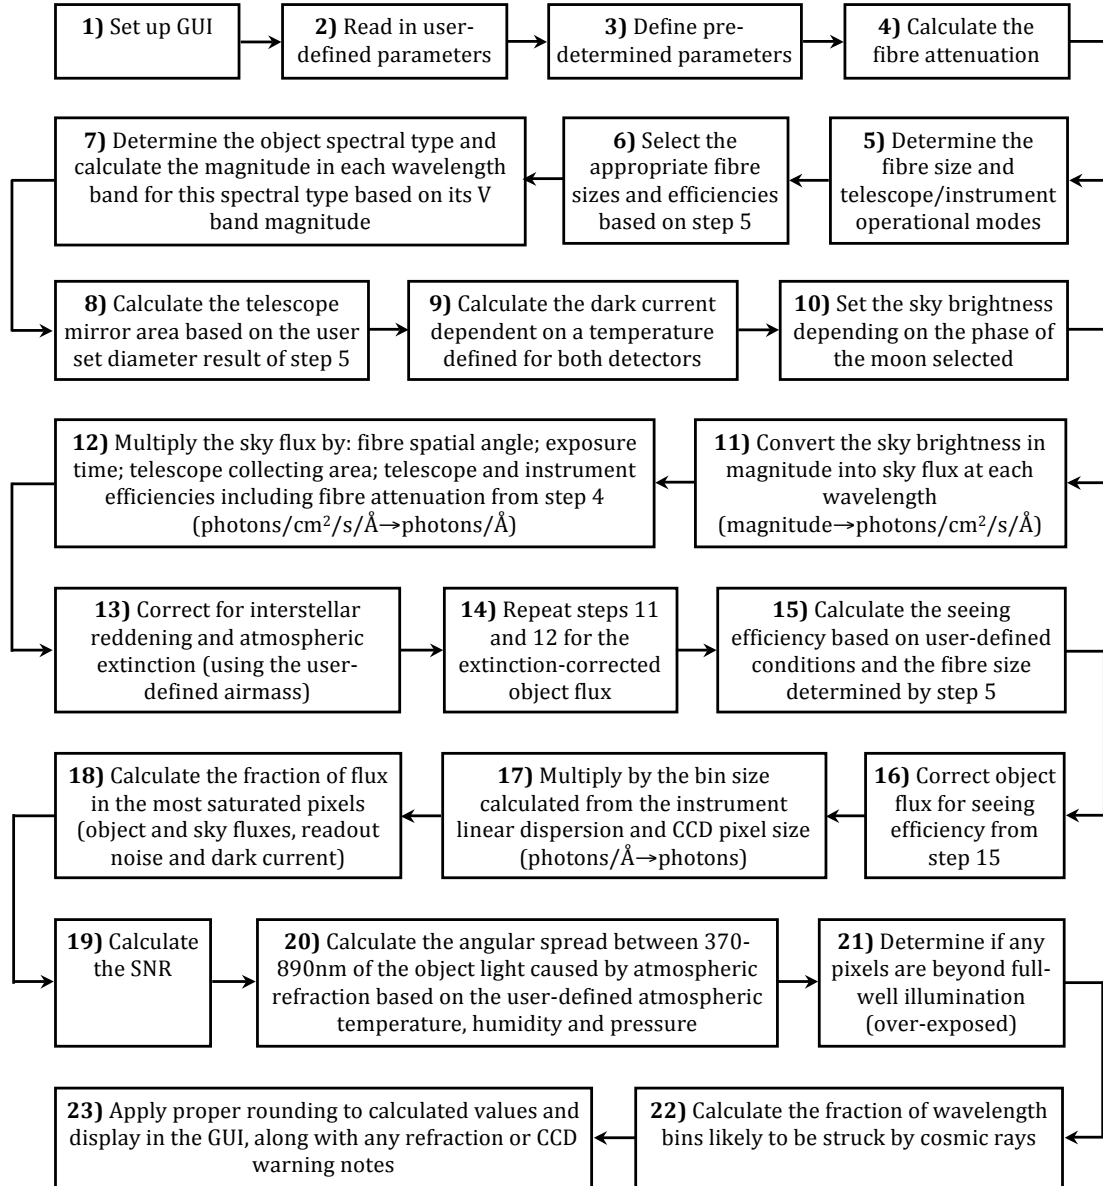 1) Set up GUI
2) Read in user-
defined parameters
3) Define pre-
determined parameters
4) Calculate the
fibre attenuation
5) Determine the
fibre size and
telescope/instrument
operational modes
6) Select the
appropriate fibre
sizes and efficiencies
based on step 5
7) Determine the object spectral type and
calculate the magnitude in each wavelength
band for this spectral type based on its V
band magnitude
8) Calculate the telescope
mirror area based on the user
set diameter result of step 5
9) Calculate the dark current
dependent on a temperature
defined for both detectors
10) Set the sky brightness
depending on the phase of
the moon selected
11) Convert the sky brightness in
magnitude into sky flux at each
wavelength
(magnitude→photons/cm²/s/Å)
12) Multiply the sky flux by: fibre spatial angle; exposure
time; telescope collecting area; telescope and instrument
efficiencies including fibre attenuation from step 4
(photons/cm²/s/Å→photons/Å)
13) Correct for interstellar
reddening and atmospheric
extinction (using the user-
defined airmass)
14) Repeat steps 11
and 12 for the
extinction-corrected
object flux
15) Calculate the seeing
efficiency based on user-defined
conditions and the fibre size
determined by step 5
16) Correct object
flux for seeing
efficiency from
step 15
17) Multiply by the bin size
calculated from the instrument
linear dispersion and CCD pixel size
(photons/Å→photons)
18) Calculate the fraction of flux
in the most saturated pixels
(object and sky fluxes, readout
noise and dark current)
19) Calculate
the SNR
20) Calculate the angular spread between 370-
890nm of the object light caused by atmospheric
refraction based on the user-defined atmospheric
temperature, humidity and pressure
21) Determine if any
pixels are beyond full-
well illumination
(over-exposed)
22) Calculate the fraction of wavelength
bins likely to be struck by cosmic rays
23) Apply proper rounding to calculated values and
display in the GUI, along with any refraction or CCD
warning notes